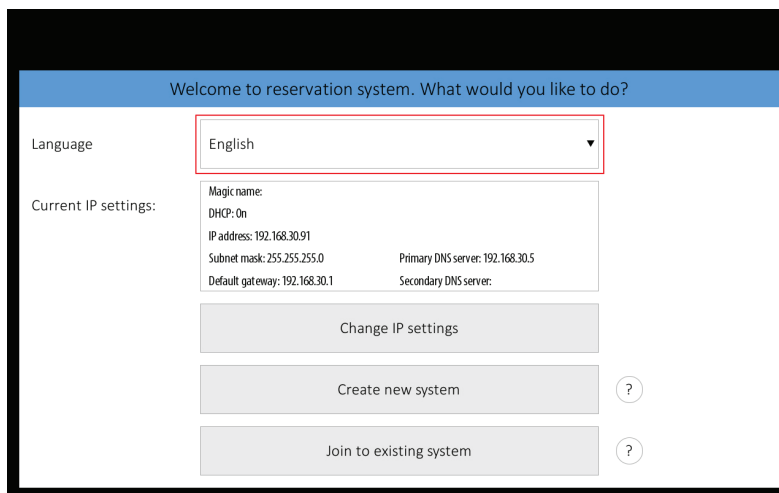 Welcome to reservation system. What would you like to do?
Language
English
Current IP settings:
Magic name:
DHCP: On
IP address: 192.168.30.91
Subnet mask: 255.255.255.0 Primary DNS server: 192.168.30.5
Default gateway: 192.168.30.1 Secondary DNS server:
Change IP settings
Create new system ?
Join to existing system ?